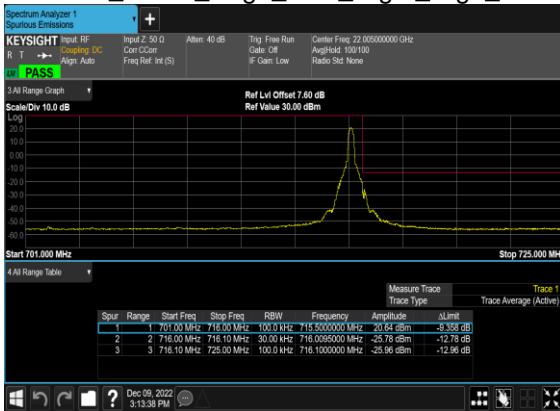 Spectrum Analyzer 1
Spurious Emissions
KEYSIGHT Input: RF Input Z: 50 Ω Atten: 40 dB Trig: Free Run Center Freq: 22.005000000 GHz
R T Coupling: DC Corr CCorr Gate: Off Avg|Hold: 100/100
Align: Auto Freq Ref: Int (S) IF Gain: Low Radio Std: None
LXI PASS
3 All Range Graph
Ref Lvl Offset 7.60 dB
Scale/Div 10.0 dB Ref Value 30.00 dBm
Log
20.0
10.0
0.00
-10.0
-20.0
-30.0
-40.0
-50.0
-60.0
Start 701.000 MHz Stop 725.000 MH
4 All Range Table
Measure Trace Trace 1
Trace Type Trace Average (Active)
Spur Range Start Freq Stop Freq RBW Frequency Amplitude ΔLimit
1 1 701.00 MHz 716.00 MHz 100.0 kHz 715.5000000 MHz 20.64 dBm -9.358 dB
2 2 716.00 MHz 716.10 MHz 30.00 kHz 716.0095000 MHz -25.78 dBm -12.78 dB
3 3 716.10 MHz 725.00 MHz 100.0 kHz 716.1000000 MHz -25.96 dBm -12.96 dB
? Dec 09, 2022
3:13:38 PM